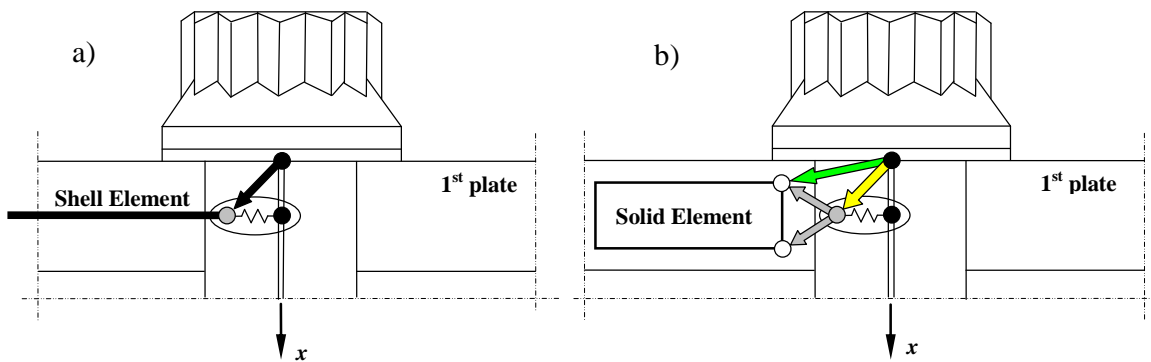 a)
Shell Element
1st plate
x
b)
Solid Element
1st plate
x